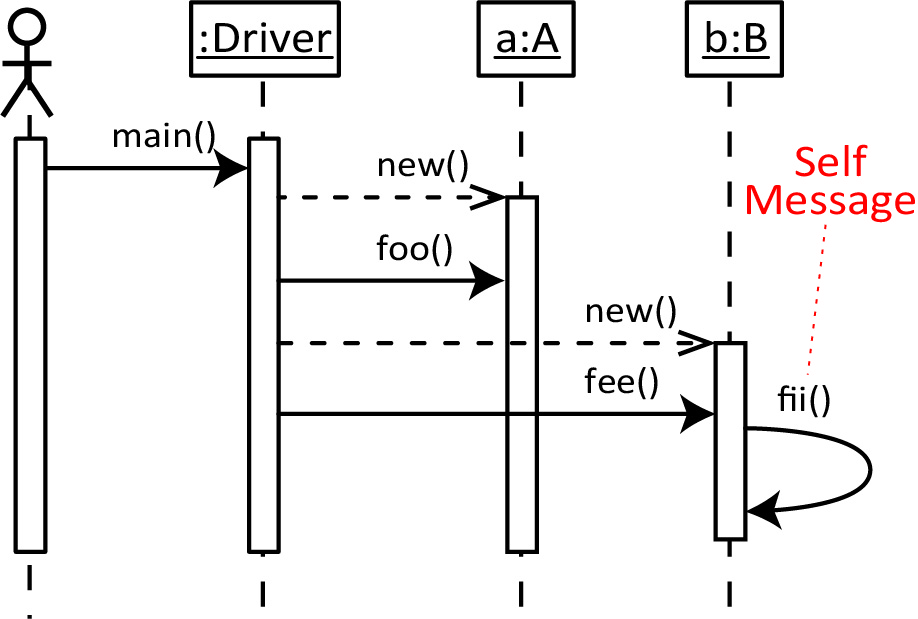 :Driver
a:A
b:B
main()
new()
Self
Message
foo()
new()
fee()
fii()